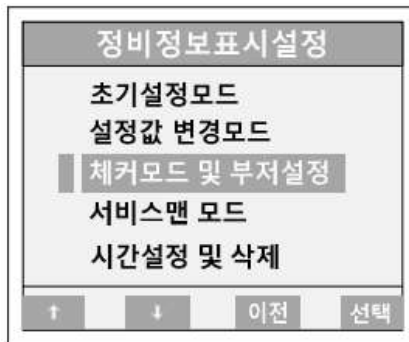 정비정보표시설정
초기설정모드
설정값 변경모드
체커모드 및 부저설정
서비스맨 모드
시간설정 및 삭제
↑ ↓ 이전 선택